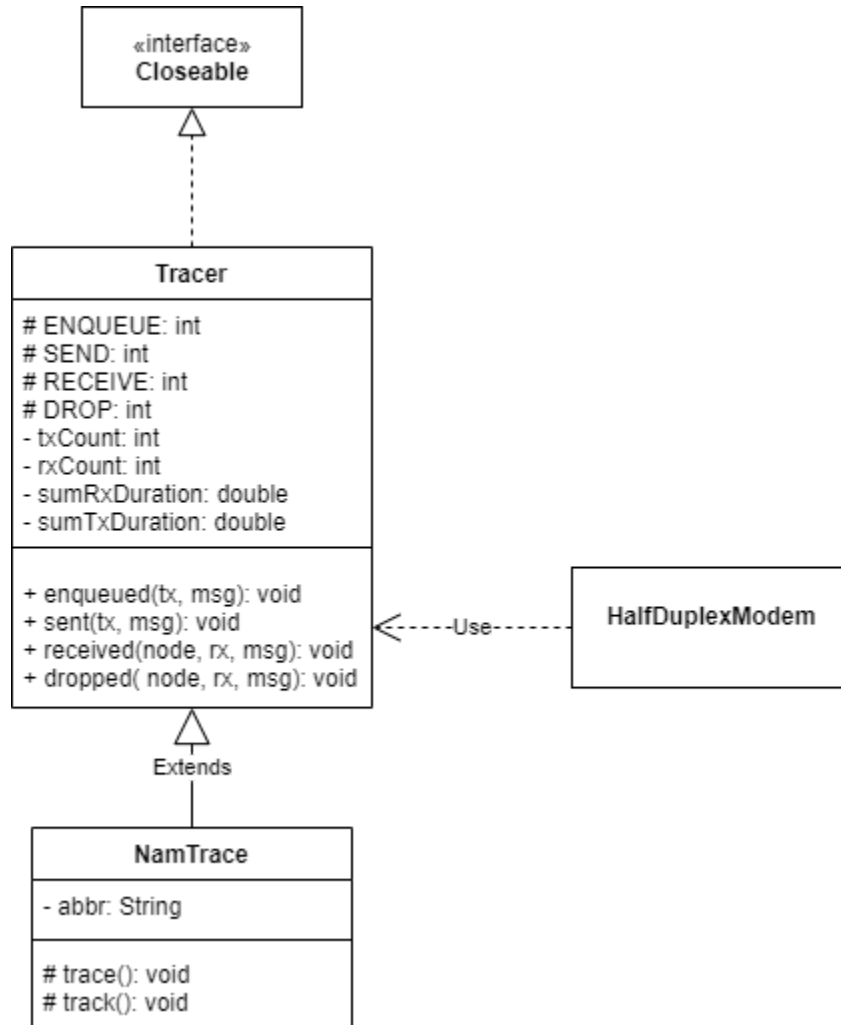 «interface»
Closeable
Tracer
# ENQUEUE: int
# SEND: int
# RECEIVE: int
# DROP: int
- txCount: int
- rxCount: int
- sumRxDuration: double
- sumTxDuration: double
+ enqueued(tx, msg): void
+ sent(tx, msg): void
+ received(node, rx, msg): void
+ dropped( node, rx, msg): void
Use
HalfDuplexModem
Extends
NamTrace
- abbr: String
# trace(): void
# track(): void